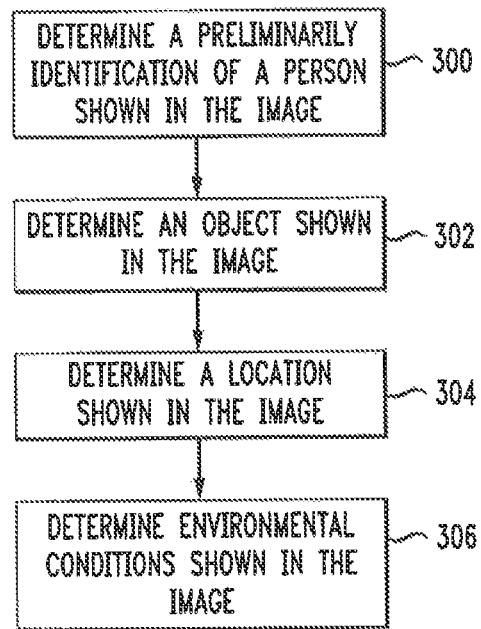 DETERMINE A PRELIMINARILY
IDENTIFICATION OF A PERSON
SHOWN IN THE IMAGE
300
DETERMINE AN OBJECT SHOWN
IN THE IMAGE
302
DETERMINE A LOCATION
SHOWN IN THE IMAGE
304
DETERMINE ENVIRONMENTAL
CONDITIONS SHOWN IN THE
IMAGE
306